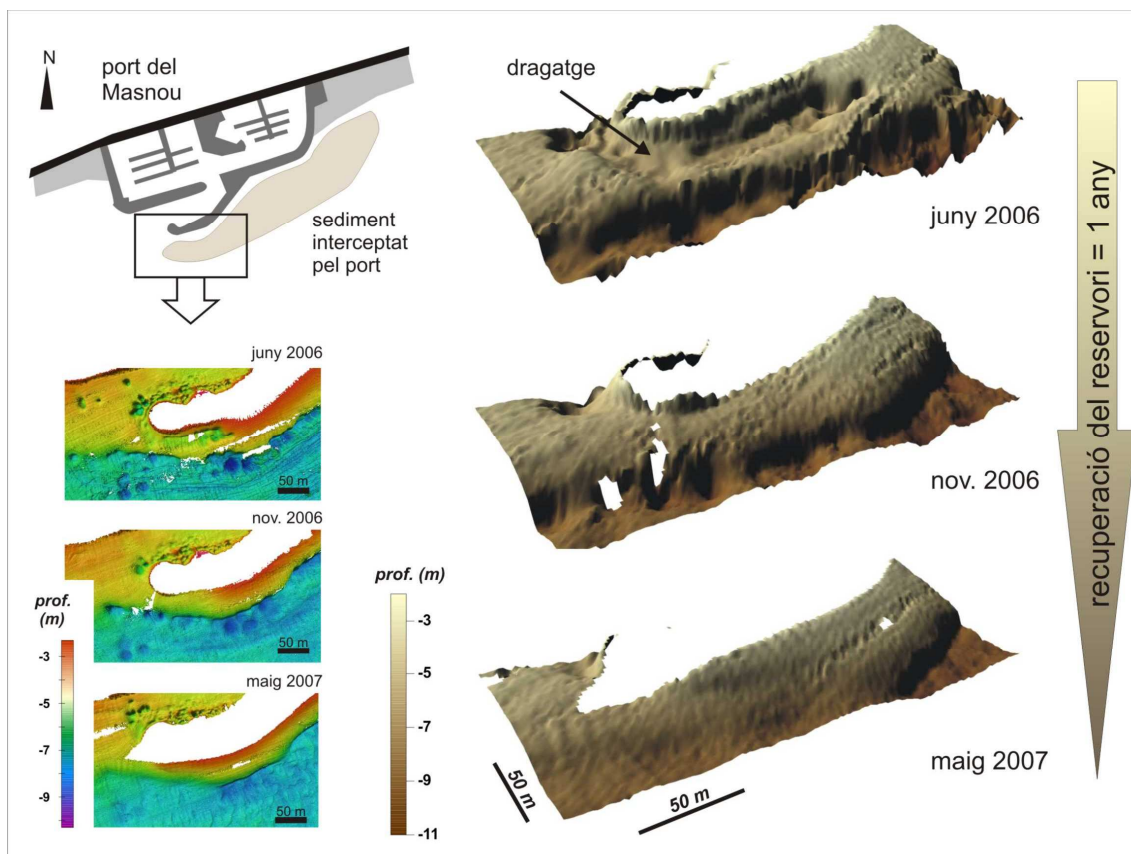 N
port del
Masnou
sediment
interceptat
pel port
juny 2006
50 m
nov. 2006
50 m
maig 2007
50 m
prof.
(m)
-3
-5
-7
-9
prof. (m)
-3
-5
-7
-9
-11
dragatge
juny 2006
nov. 2006
maig 2007
50 m
50 m
recuperació del reservori = 1 any